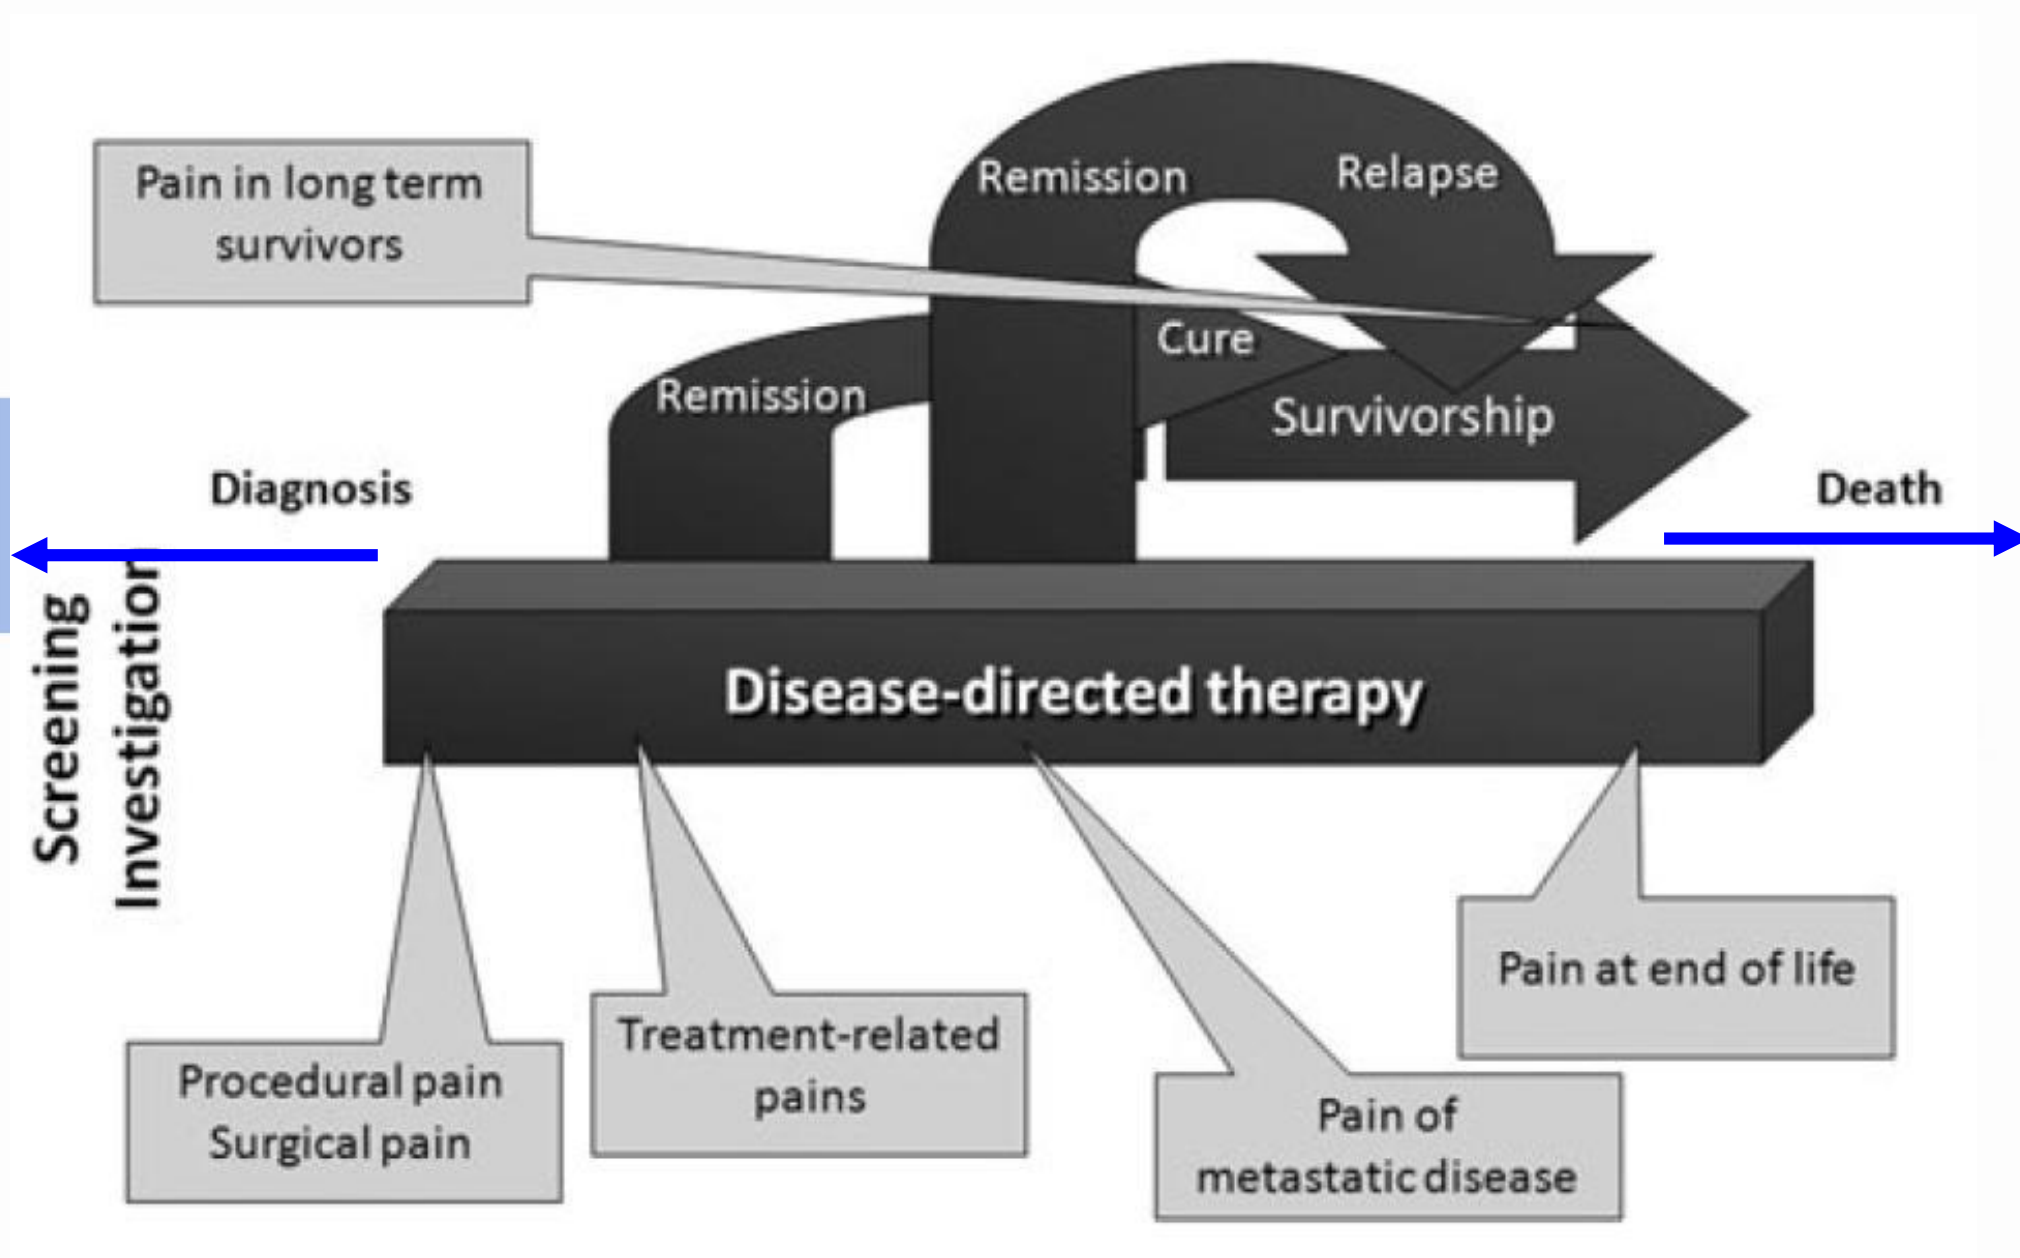 Pain in long term
survivors
Remission
Relapse
Cure
Remission
Survivorship
Diagnosis
Death
Screening
Investigation
Disease-directed therapy
Procedural pain
Surgical pain
Treatment-related
pains
Pain of
metastatic disease
Pain at end of life